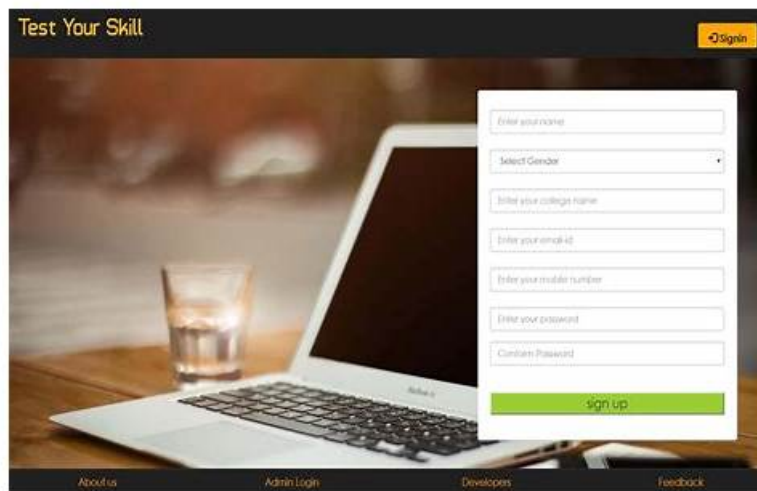 Test Your Skill
Signin
Enter your name
Select Gender
Enter your college name
Enter your email-id
Enter your mobile number
Enter your password
Conform Password
sign up
About us
Admin Login
Developers
Feedback